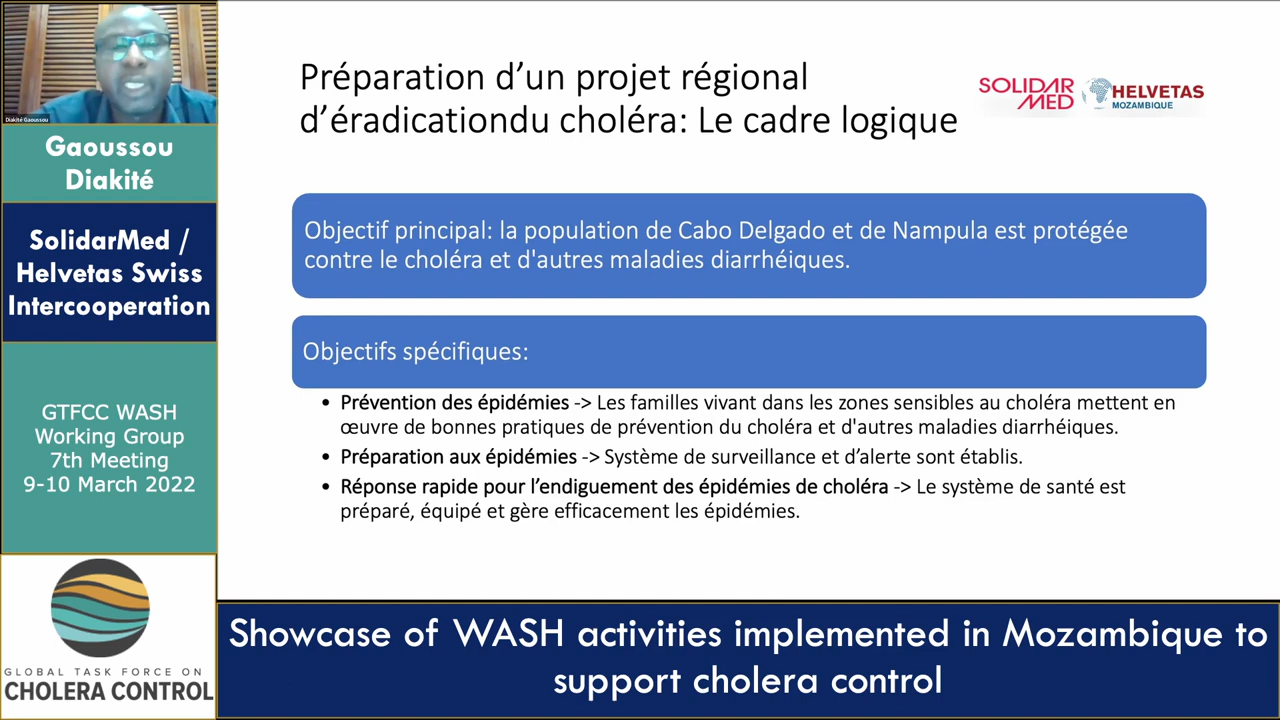 Diakité Gaoussou
Gaoussou
Diakité
SolidarMed /
Helvetas Swiss
Intercooperation
GTFCC WASH
Working Group
7th Meeting
9-10 March 2022
GLOBAL TASK FORCE ON
CHOLERA CONTROL
Préparation d’un projet régional
d’éradicationdu choléra: Le cadre logique
SOLIDAR
MED
HELVETAS
MOZAMBIQUE
Objectif principal: la population de Cabo Delgado et de Nampula est protégée
contre le choléra et d'autres maladies diarrhéiques.
Objectifs spécifiques:
• Prévention des épidémies -> Les familles vivant dans les zones sensibles au choléra mettent en
œuvre de bonnes pratiques de prévention du choléra et d'autres maladies diarrhéiques.
• Préparation aux épidémies -> Système de surveillance et d’alerte sont établis.
• Réponse rapide pour l’endiguement des épidémies de choléra -> Le système de santé est
préparé, équipé et gère efficacement les épidémies.
Showcase of WASH activities implemented in Mozambique to
support cholera control